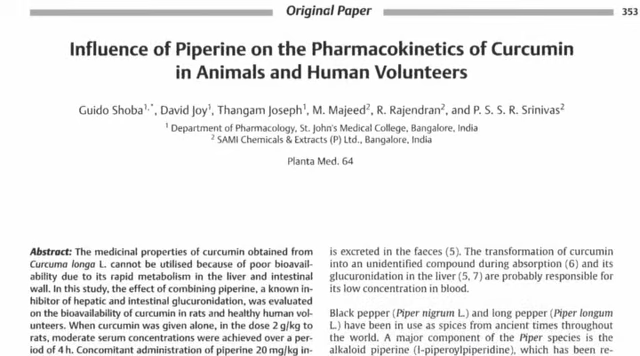 Original Paper
353
Influence of Piperine on the Pharmacokinetics of Curcumin
in Animals and Human Volunteers
Guido Shoba1,*, David Joy1, Thangam Joseph1, M. Majeed2, R. Rajendran2, and P. S. S. R. Srinivas2
1 Department of Pharmacology, St. John's Medical College, Bangalore, India
2 SAMI Chemicals & Extracts (P) Ltd., Bangalore, India
Planta Med. 64
Abstract: The medicinal properties of curcumin obtained from
Curcuma longa L. cannot be utilised because of poor bioavail-
ability due to its rapid metabolism in the liver and intestinal
wall. In this study, the effect of combining piperine, a known in-
hibitor of hepatic and intestinal glucuronidation, was evaluated
on the bioavailability of curcumin in rats and healthy human vol-
unteers. When curcumin was given alone, in the dose 2 g/kg to
rats, moderate serum concentrations were achieved over a per-
iod of 4 h. Concomitant administration of piperine 20 mg/kg in-
is excreted in the faeces (5). The transformation of curcumin
into an unidentified compound during absorption (6) and its
glucuronidation in the liver (5, 7) are probably responsible for
its low concentration in blood.
Black pepper (Piper nigrum L.) and long pepper (Piper longum
L.) have been in use as spices from ancient times throughout
the world. A major component of the Piper species is the
alkaloid piperine (l-piperoylpiperidine), which has been re-